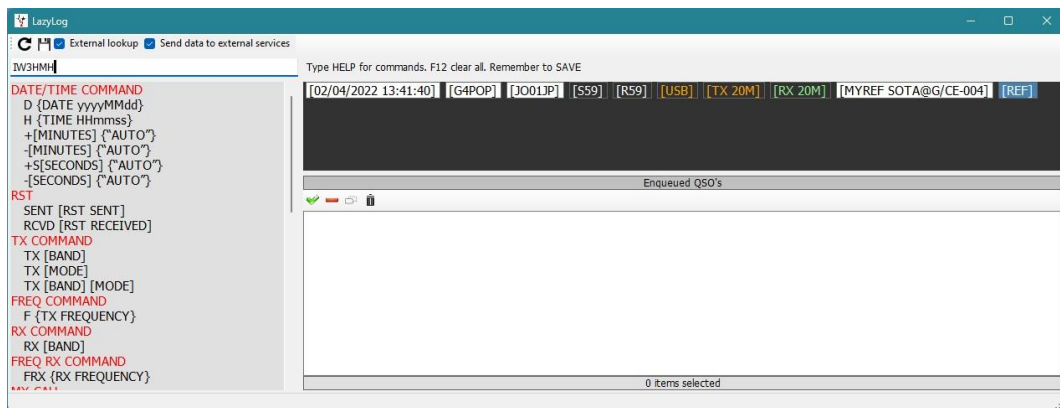 LazyLog
External lookup Send data to external services
IW3HMH
Type HELP for commands. F12 clear all. Remember to SAVE
DATE/TIME COMMAND
D {DATE yyyyMMdd}
H {TIME HHmmss}
+[MINUTES] {"AUTO"}
-[MINUTES] {"AUTO"}
+S[SECONDS] {"AUTO"}
-[SECONDS] {"AUTO"}
RST
SENT [RST SENT]
RCVD [RST RECEIVED]
TX COMMAND
TX [BAND]
TX [MODE]
TX [BAND] [MODE]
FREQ COMMAND
F {TX FREQUENCY}
RX COMMAND
RX [BAND]
FREQ RX COMMAND
FRX {RX FREQUENCY}
MY CALL
[02/04/2022 13:41:40] [G4POP] [JO01JP] [S59] [R59] [USB] [TX 20M] [RX 20M] [MYREF SOTA@G/CE-004] [REF]
Enqueued QSO's
0 items selected